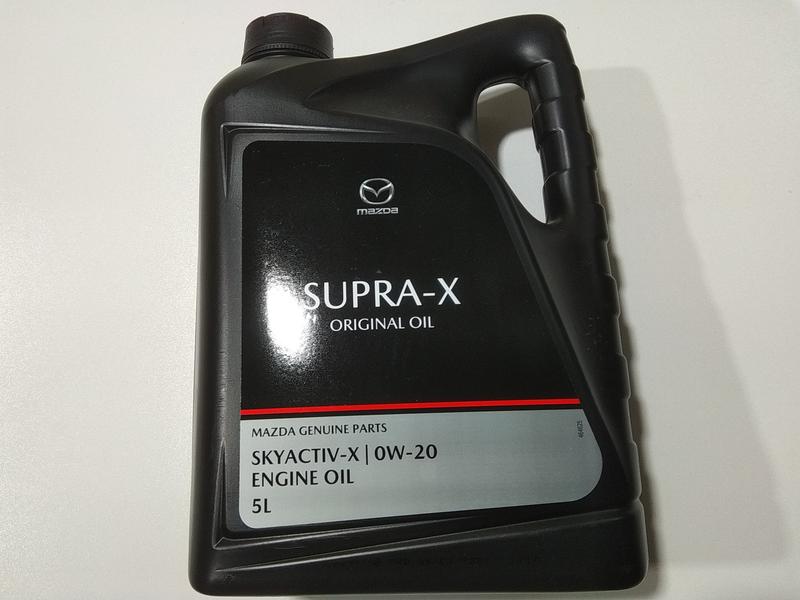 mazda
SUPRA-X
ORIGINAL OIL
MAZDA GENUINE PARTS
SKYACTIV-X | 0W-20
ENGINE OIL
5L